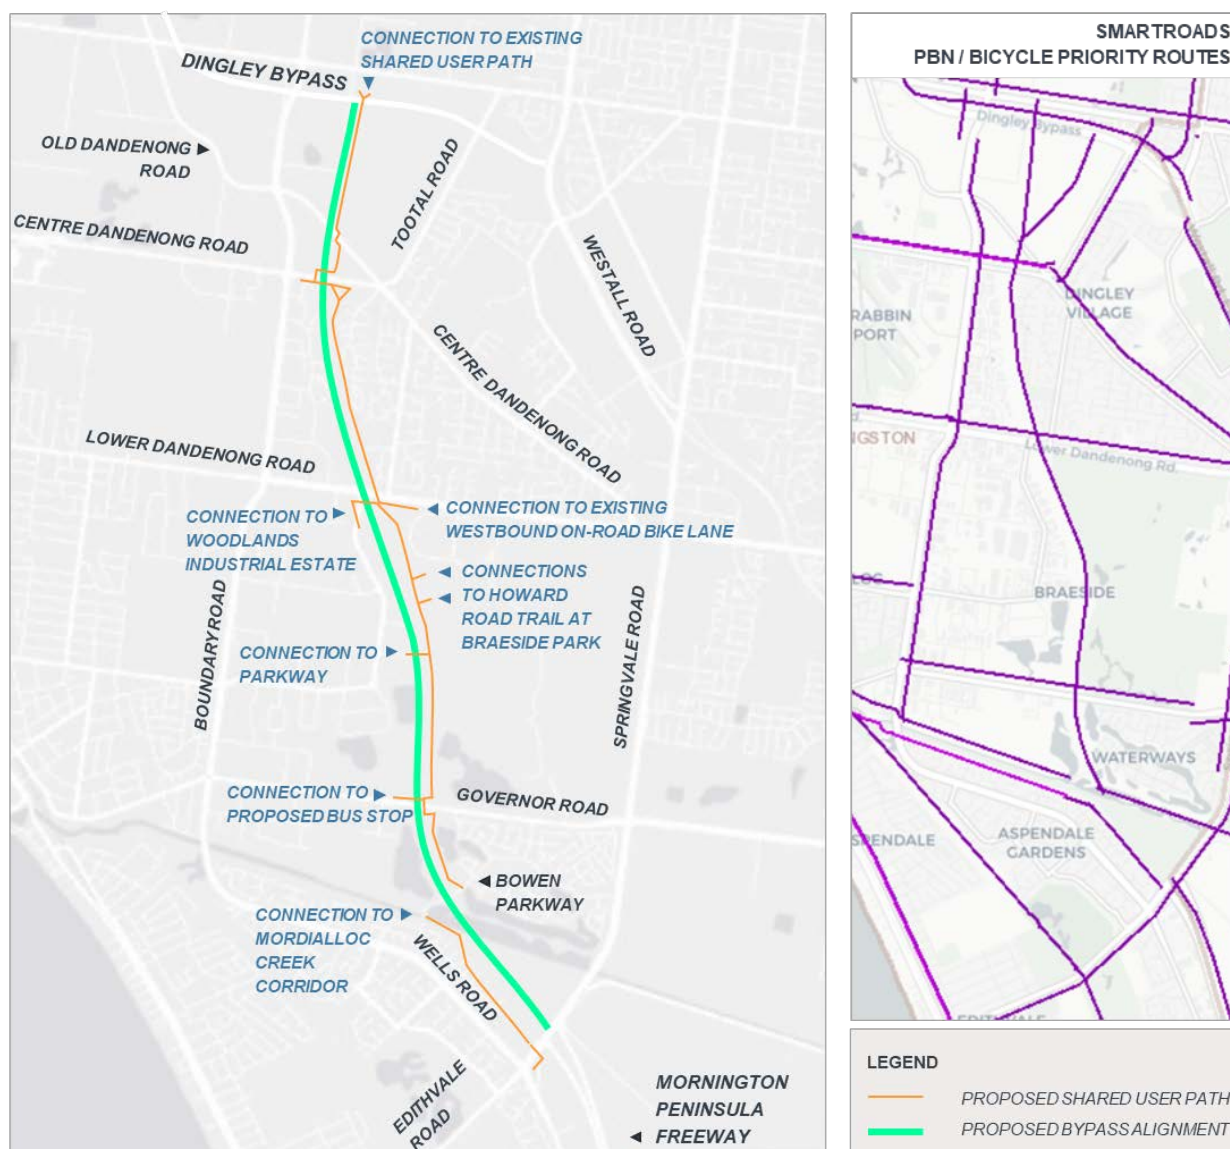 CONNECTION TO EXISTING
SHARED USER PATH
DINGLEY BYPASS
OLD DANDENONG
ROAD
TOOTAL ROAD
CENTRE DANDENONG ROAD
WESTALL ROAD
CENTRE DANDENONG ROAD
LOWER DANDENONG ROAD
CONNECTION TO
WOODLANDS
INDUSTRIAL ESTATE
CONNECTION TO EXISTING
WESTBOUND ON-ROAD BIKE LANE
CONNECTIONS
TO HOWARD
ROAD TRAIL AT
BRAESIDE PARK
BOUNDARY ROAD
CONNECTION TO
PARKWAY
SPRINGVALE ROAD
CONNECTION TO
PROPOSED BUS STOP
GOVERNOR ROAD
BOWEN
PARKWAY
CONNECTION TO
MORDIALLOC
CREEK
CORRIDOR
WELLS ROAD
EDITHVALE
ROAD
MORNINGTON
PENINSULA
FREEWAY
SMARTROADS
PBN / BICYCLE PRIORITY ROUTES
Dingley Bypass
DINGLEY
VILLAGE
RABBIN
PORT
NGSTON
Lower Dandenong Rd.
BRAESIDE
WATERWAYS
SPENDALE
ASPENDALE
GARDENS
EDITHVALE
LEGEND
PROPOSED SHARED USER PATH
PROPOSED BYPASS ALIGNMENT